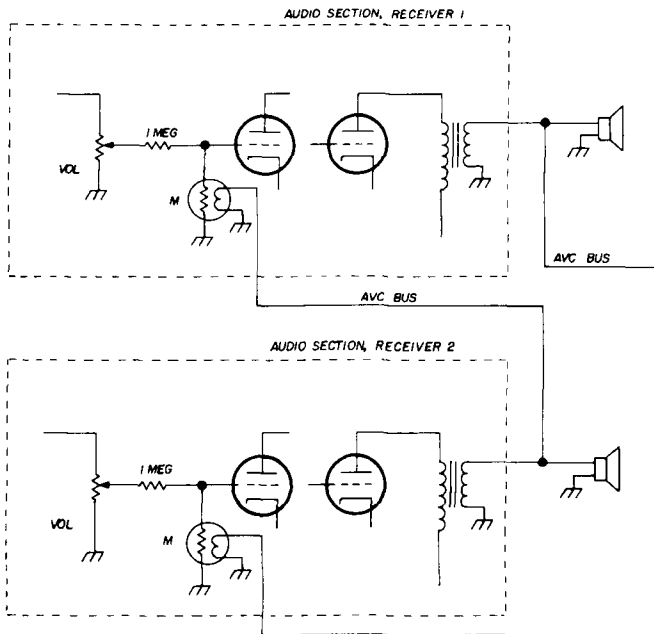 AUDIO SECTION, RECEIVER 1
1 MEG
VOL
M
AVC BUS
AVC BUS
AUDIO SECTION, RECEIVER 2
1 MEG
VOL
M